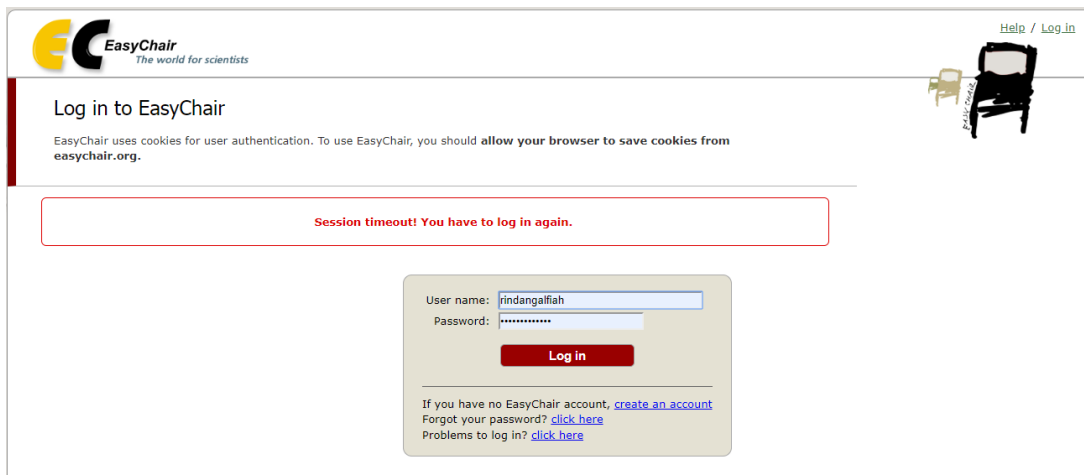 Help / Log in
EC EasyChair
The world for scientists
EASY CHAIR
Log in to EasyChair
EasyChair uses cookies for user authentication. To use EasyChair, you should allow your browser to save cookies from
easychair.org.
Session timeout! You have to log in again.
User name: rindangalfiah
Password: •••••••••••••
Log in
If you have no EasyChair account, create an account
Forgot your password? click here
Problems to log in? click here